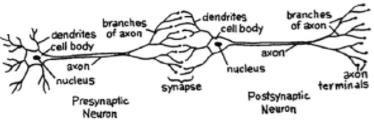 dendrites
cell body
axon
nucleus
Presynaptic
Neuron
branches
of axon
synapse
dendrites
cell body
nucleus
Postsynaptic
Neuron
axon
branches
of axon
axon
terminals